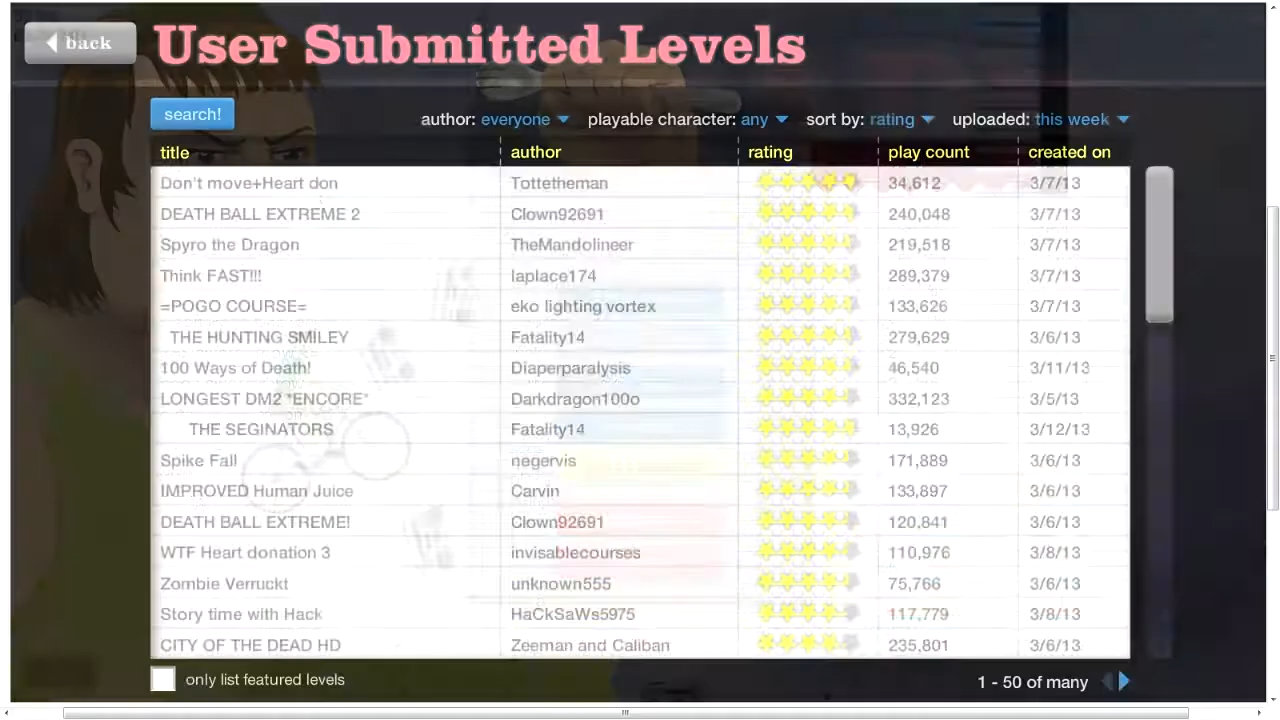 back
User Submitted Levels
search!
author: everyone playable character: any sort by: rating uploaded: this week
title author rating play count created on
Don't move+Heart don Tottetheman 34,612 3/7/13
DEATH BALL EXTREME 2 Clown92691 240,048 3/7/13
Spyro the Dragon TheMandolineer 219,518 3/7/13
Think FAST!!! laplace174 289,379 3/7/13
=POGO COURSE= eko lighting vortex 133,626 3/7/13
THE HUNTING SMILEY Fatality14 279,629 3/6/13
100 Ways of Death! Diaperparalysis 46,540 3/11/13
LONGEST DM2 *ENCORE* Darkdragon100o 332,123 3/5/13
THE SEGINATORS Fatality14 13,926 3/12/13
Spike Fall negervis 171,889 3/6/13
IMPROVED Human Juice Carvin 133,897 3/6/13
DEATH BALL EXTREME! Clown92691 120,841 3/6/13
WTF Heart donation 3 invisablecourses 110,976 3/8/13
Zombie Verruckt unknown555 75,766 3/6/13
Story time with Hack HaCkSaWs5975 117,779 3/8/13
CITY OF THE DEAD HD Zeeman and Caliban 235,801 3/6/13
only list featured levels 1 - 50 of many